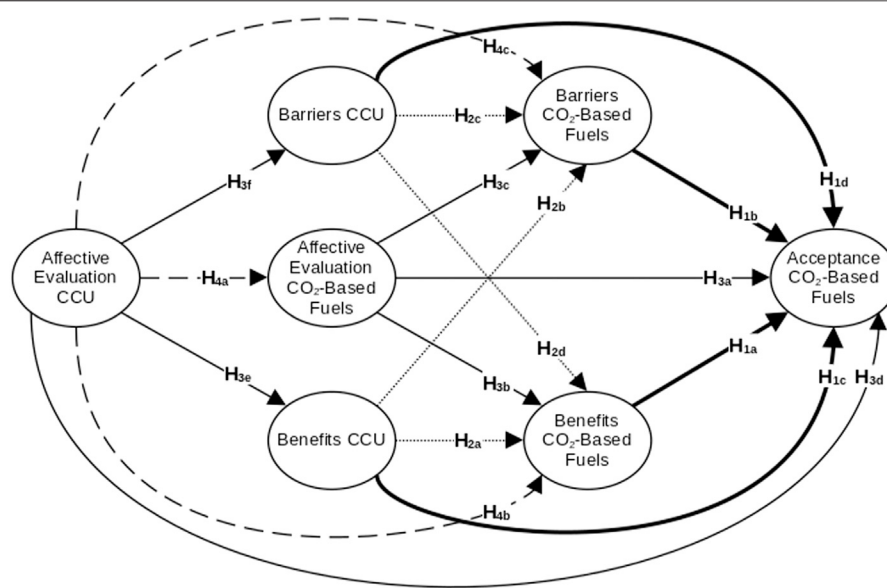 H4c
Barriers CCU
H2c
Barriers
CO₂-Based
Fuels
H3f
H3c
H2b
H1d
H1b
Affective
Evaluation
CCU
H4a
Affective
Evaluation
CO₂-Based
Fuels
H3a
Acceptance
CO₂-Based
Fuels
H3e
H3b
H2d
H1a
H1c
H3d
Benefits CCU
H2a
Benefits
CO₂-Based
Fuels
H4b